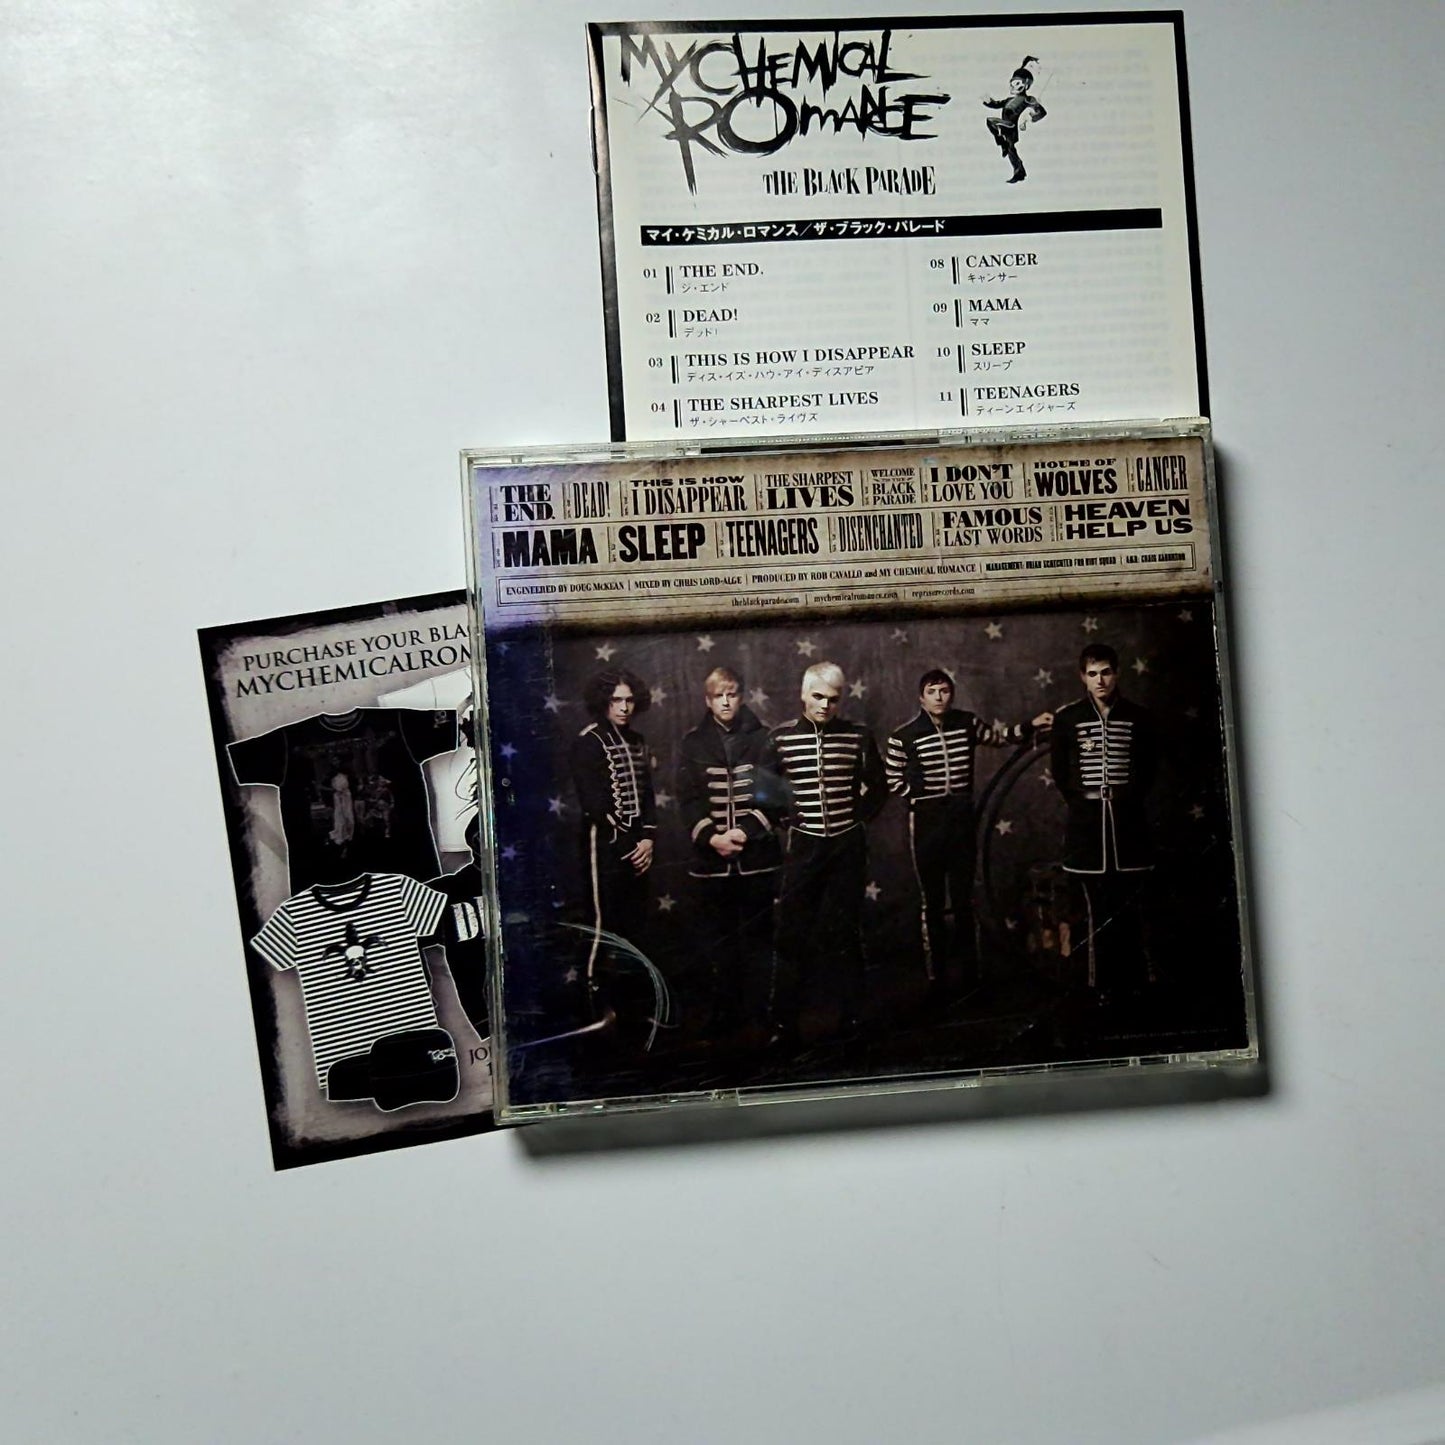 MY CHEMICAL
ROMANCE
THE BLACK PARADE
マイ・ケミカル・ロマンス／ザ・ブラック・パレード
01 THE END.
ジ・エンド
02 DEAD!
デッド!
03 THIS IS HOW I DISAPPEAR
ディス・イズ・ハウ・アイ・ディスアピア
04 THE SHARPEST LIVES
ザ・シャーペスト・ライヴズ
08 CANCER
キャンサー
09 MAMA
ママ
10 SLEEP
スリープ
11 TEENAGERS
ティーンエイジャーズ
THE END. DEAD! THIS IS HOW I DISAPPEAR THE SHARPEST LIVES WELCOME TO THE BLACK PARADE I DON'T LOVE YOU HOUSE OF WOLVES CANCER
MAMA SLEEP TEENAGERS DISENCHANTED FAMOUS LAST WORDS HEAVEN HELP US
ENGINEERED BY DOUG MCKEAN | MIXED BY CHRIS LORD-ALGE | PRODUCED BY ROB CAVALLO and MY CHEMICAL ROMANCE | MANAGEMENT: BRIAN SCHECHTER FOR RIOT SQUAD | A&R: CRAIG AARONSON
theblackparade.com | mychemicalromance.com | repriserecords.com
PURCHASE YOUR BLA
MYCHEMICALROM